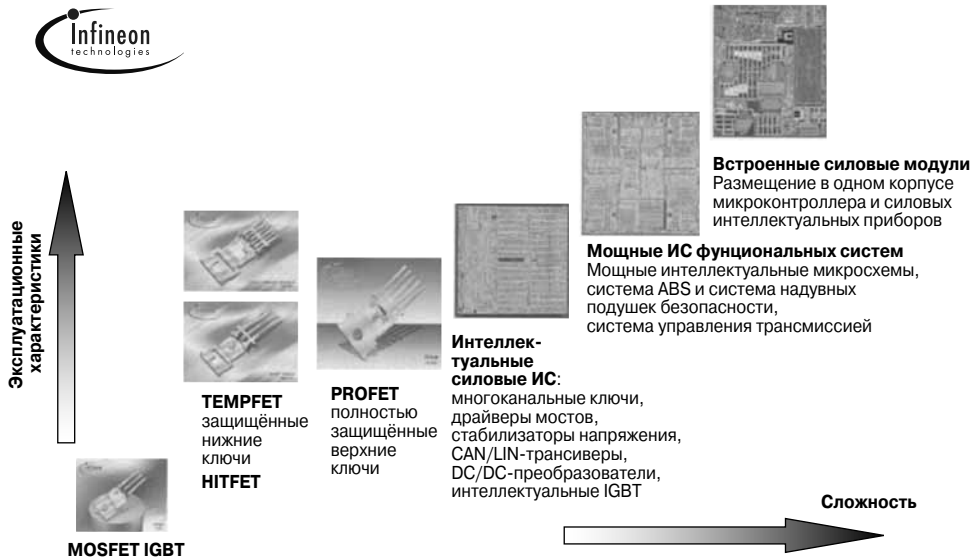 Infineon
technologies
Встроенные силовые модули
Размещение в одном корпусе
микроконтроллера и силовых
интеллектуальных приборов
Мощные ИС фунциональных систем
Мощные интеллектуальные микросхемы,
система ABS и система надувных
подушек безопасности,
система управления трансмиссией
Эксплуатационные
характеристики
Интеллек-
туальные
силовые ИС:
многоканальные ключи,
драйверы мостов,
стабилизаторы напряжения,
CAN/LIN-трансиверы,
DC/DC-преобразователи,
интеллектуальные IGBT
PROFET
полностью
защищённые
верхние
ключи
TEMPFET
защищённые
нижние
ключи
HITFET
MOSFET IGBT
Сложность